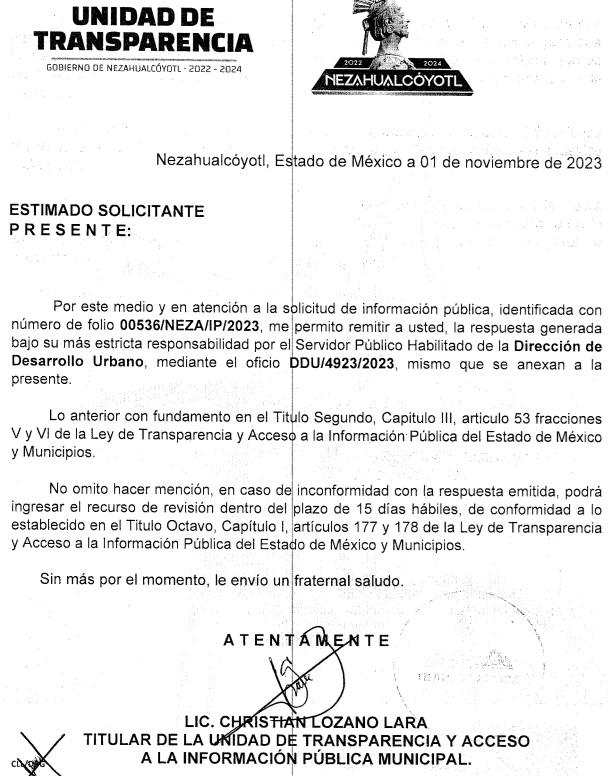 UNIDAD DE
TRANSPARENCIA
GOBIERNO DE NEZAHUALCÓYOTL · 2022 - 2024
2022 2024
NEZAHUALCÓYOTL
Nezahualcóyotl, Estado de México a 01 de noviembre de 2023
ESTIMADO SOLICITANTE
P R E S E N T E:
Por este medio y en atención a la solicitud de información pública, identificada con
número de folio 00536/NEZA/IP/2023, me permito remitir a usted, la respuesta generada
bajo su más estricta responsabilidad por el Servidor Público Habilitado de la Dirección de
Desarrollo Urbano, mediante el oficio DDU/4923/2023, mismo que se anexan a la
presente.
Lo anterior con fundamento en el Titulo Segundo, Capitulo III, articulo 53 fracciones
V y VI de la Ley de Transparencia y Acceso a la Información Pública del Estado de México
y Municipios.
No omito hacer mención, en caso de inconformidad con la respuesta emitida, podrá
ingresar el recurso de revisión dentro del plazo de 15 días hábiles, de conformidad a lo
establecido en el Titulo Octavo, Capítulo I, artículos 177 y 178 de la Ley de Transparencia
y Acceso a la Información Pública del Estado de México y Municipios.
Sin más por el momento, le envío un fraternal saludo.
A T E N T A M E N T E
LIC. CHRISTIAN LOZANO LARA
TITULAR DE LA UNIDAD DE TRANSPARENCIA Y ACCESO
A LA INFORMACIÓN PÚBLICA MUNICIPAL.